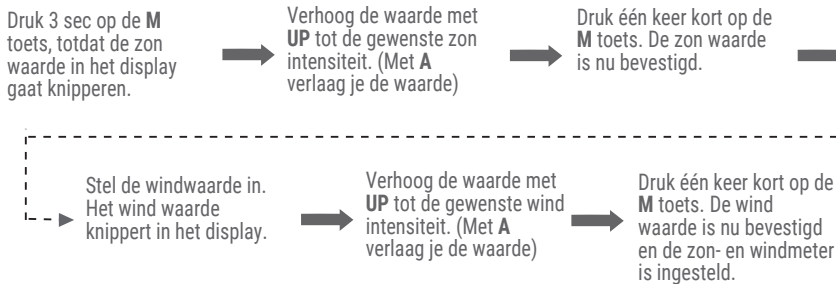 Druk 3 sec op de M
toets, totdat de zon
waarde in het display
gaat knipperen.
Verhoog de waarde met
UP tot de gewenste zon
intensiteit. (Met A
verlaag je de waarde)
Druk één keer kort op de
M toets. De zon waarde
is nu bevestigd.
Stel de windwaarde in.
Het wind waarde
knippert in het display.
Verhoog de waarde met
UP tot de gewenste wind
intensiteit. (Met A
verlaag je de waarde)
Druk één keer kort op de
M toets. De wind
waarde is nu bevestigd
en de zon- en windmeter
is ingesteld.